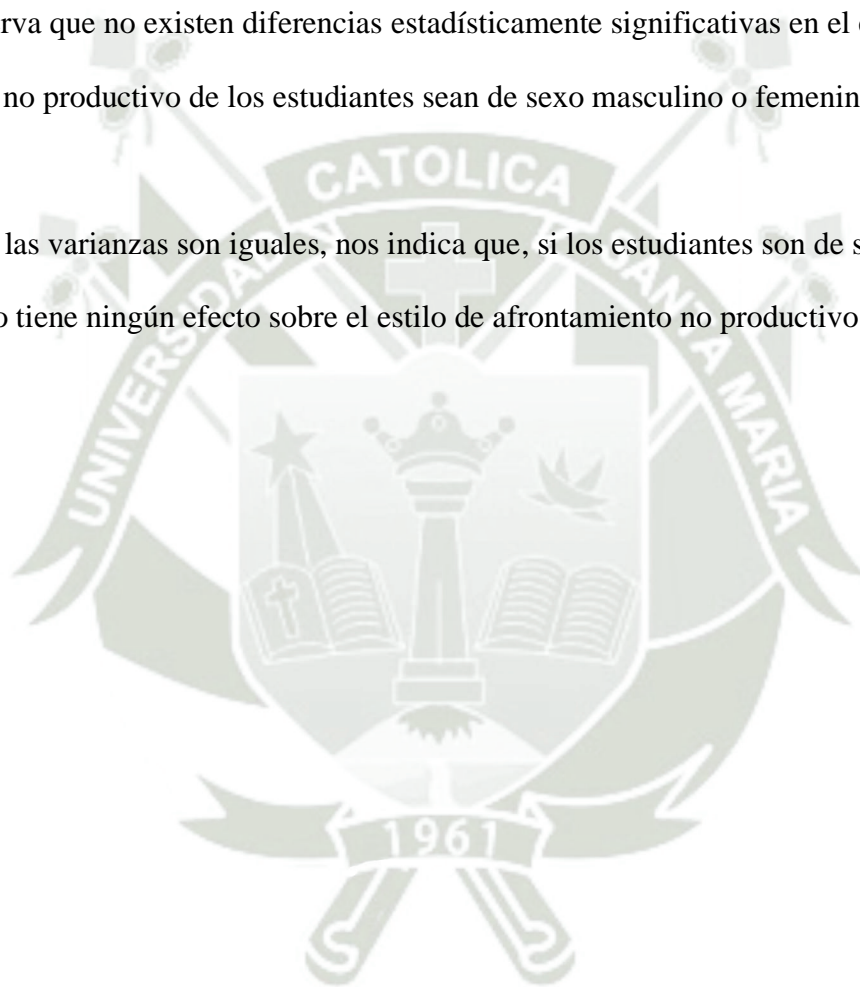 rva que no existen diferencias estadísticamente significativas en el
no productivo de los estudiantes sean de sexo masculino o femenin
las varianzas son iguales, nos indica que, si los estudiantes son de s
o tiene ningún efecto sobre el estilo de afrontamiento no productivo
UNIVERSIDAD CATOLICA SANTA MARIA
1961